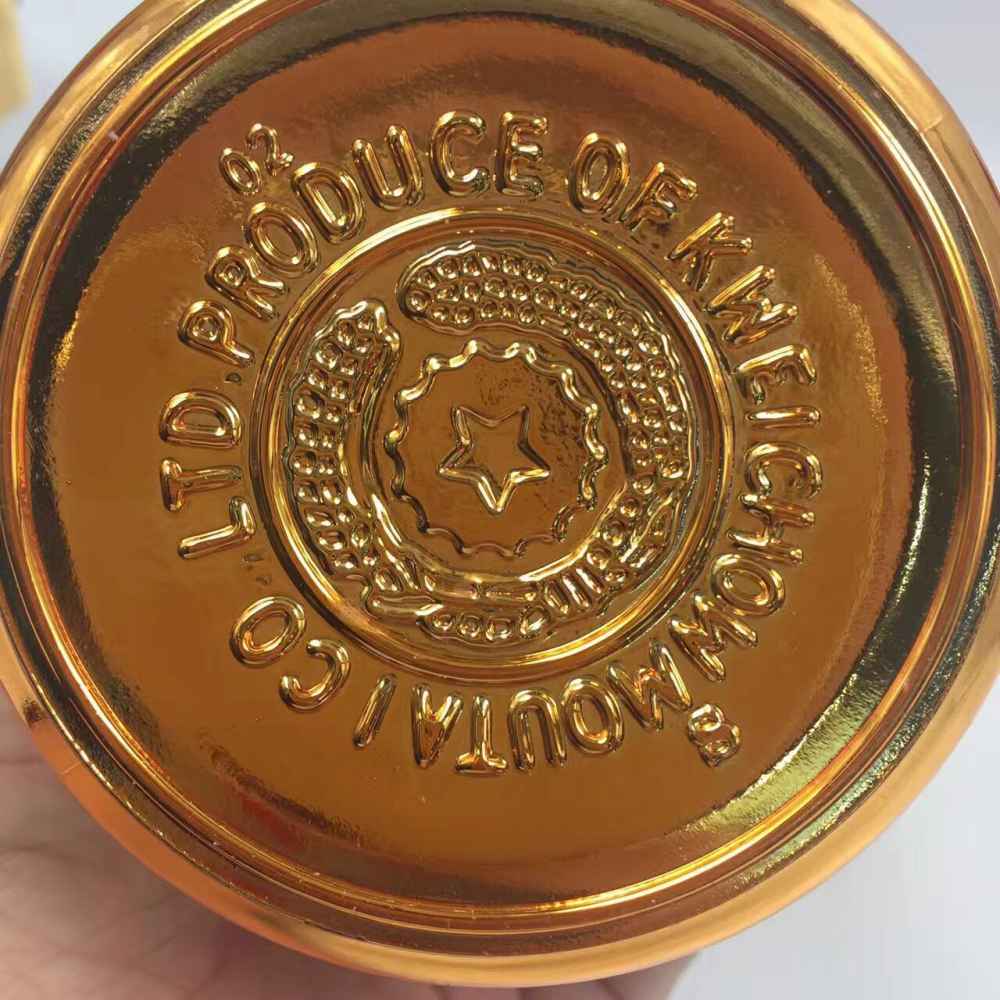 PRODUCE OF KWEICHOW MOUTAI CO., LTD. P.
02
S